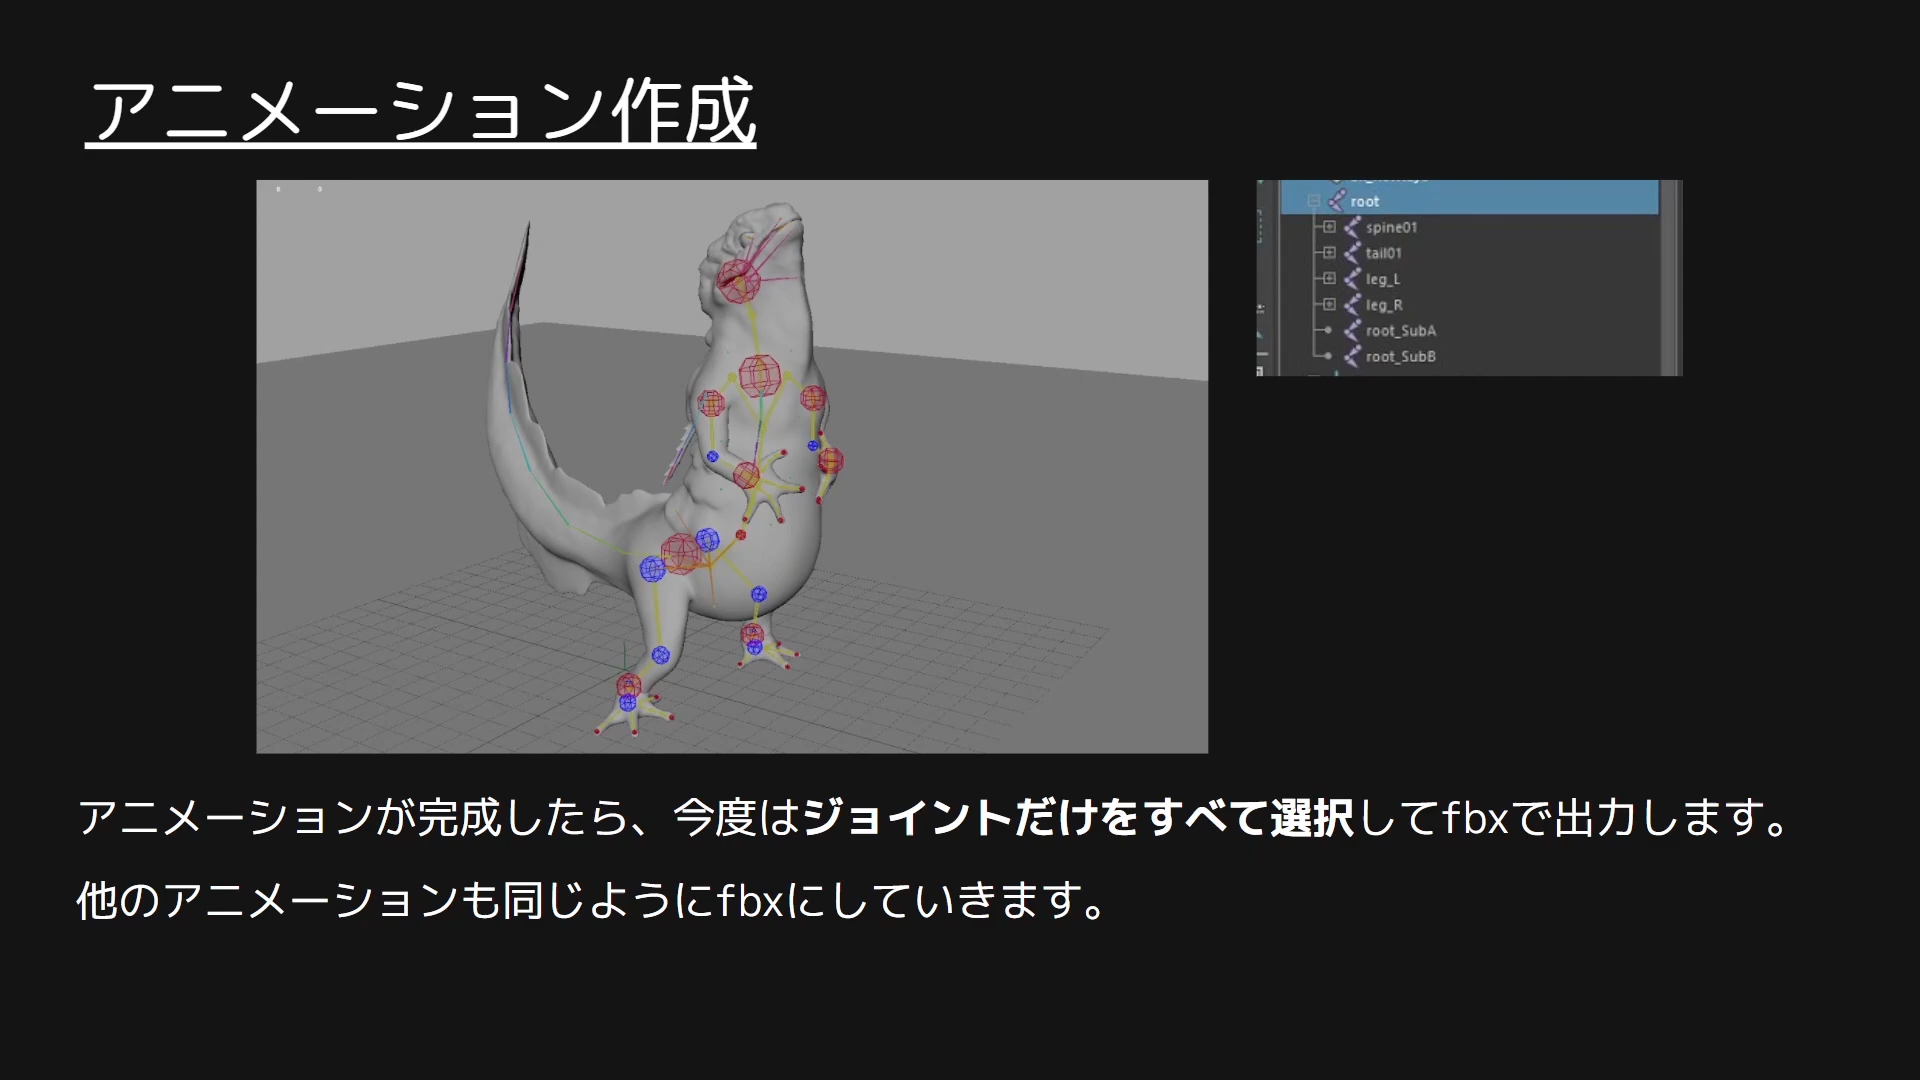 アニメーション作成
root
spine01
tail01
leg_L
leg_R
root_SubA
root_SubB
アニメーションが完成したら、今度はジョイントだけをすべて選択してfbxで出力します。
他のアニメーションも同じようにfbxにしていきます。